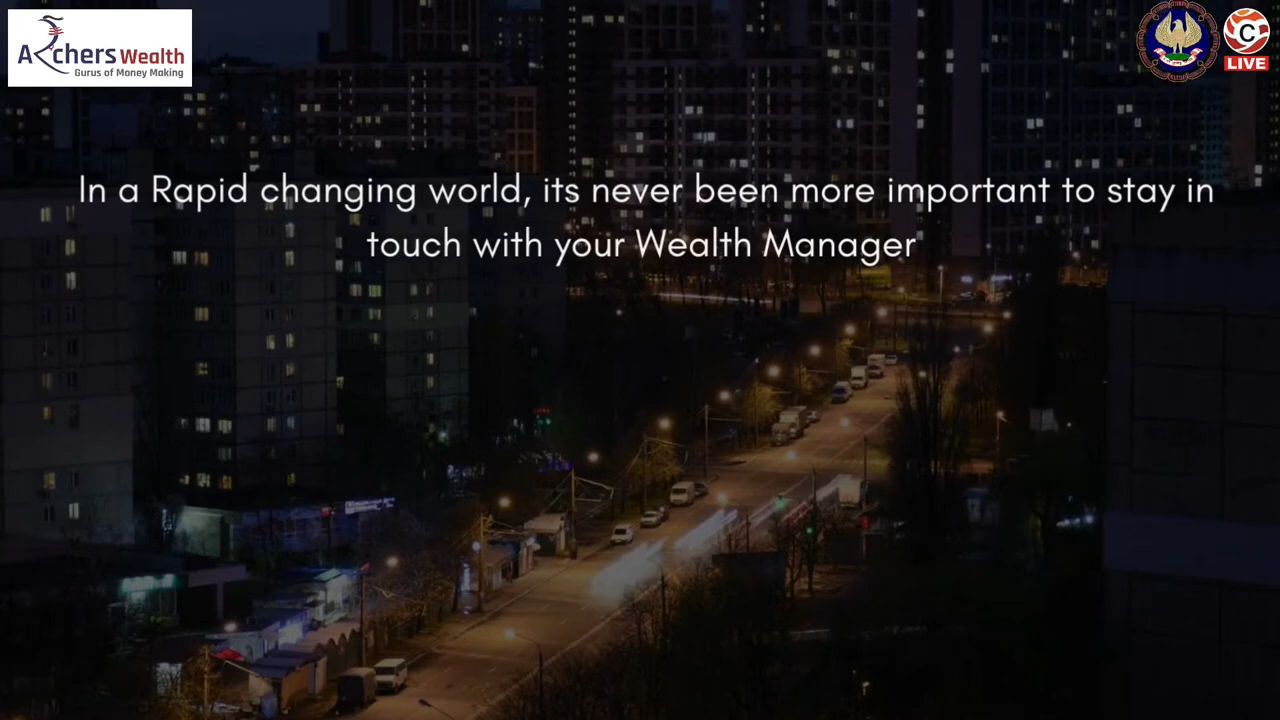 Archers Wealth
Gurus of Money Making
C
LIVE
In a Rapid changing world, its never been more important to stay in
touch with your Wealth Manager